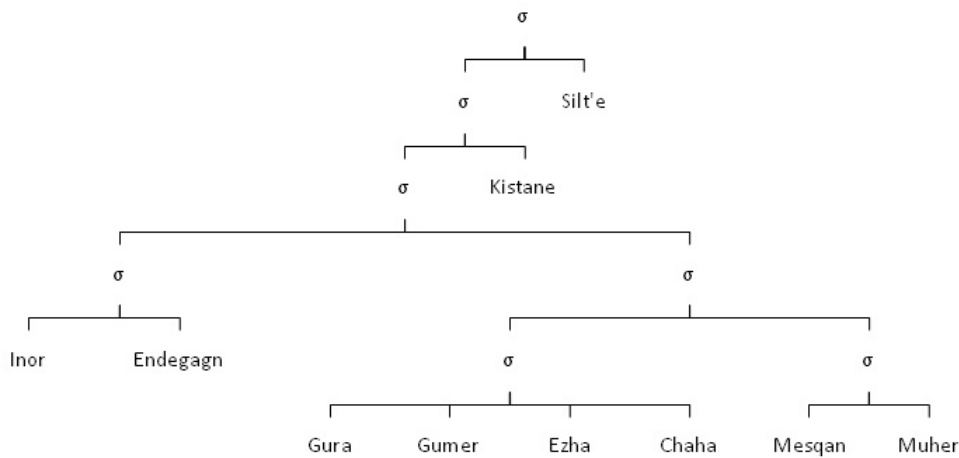 σ
σ Silt'e
σ Kistane
σ σ
Inor Endegagn σ σ
Gura Gumer Ezha Chaha Mesqan Muher